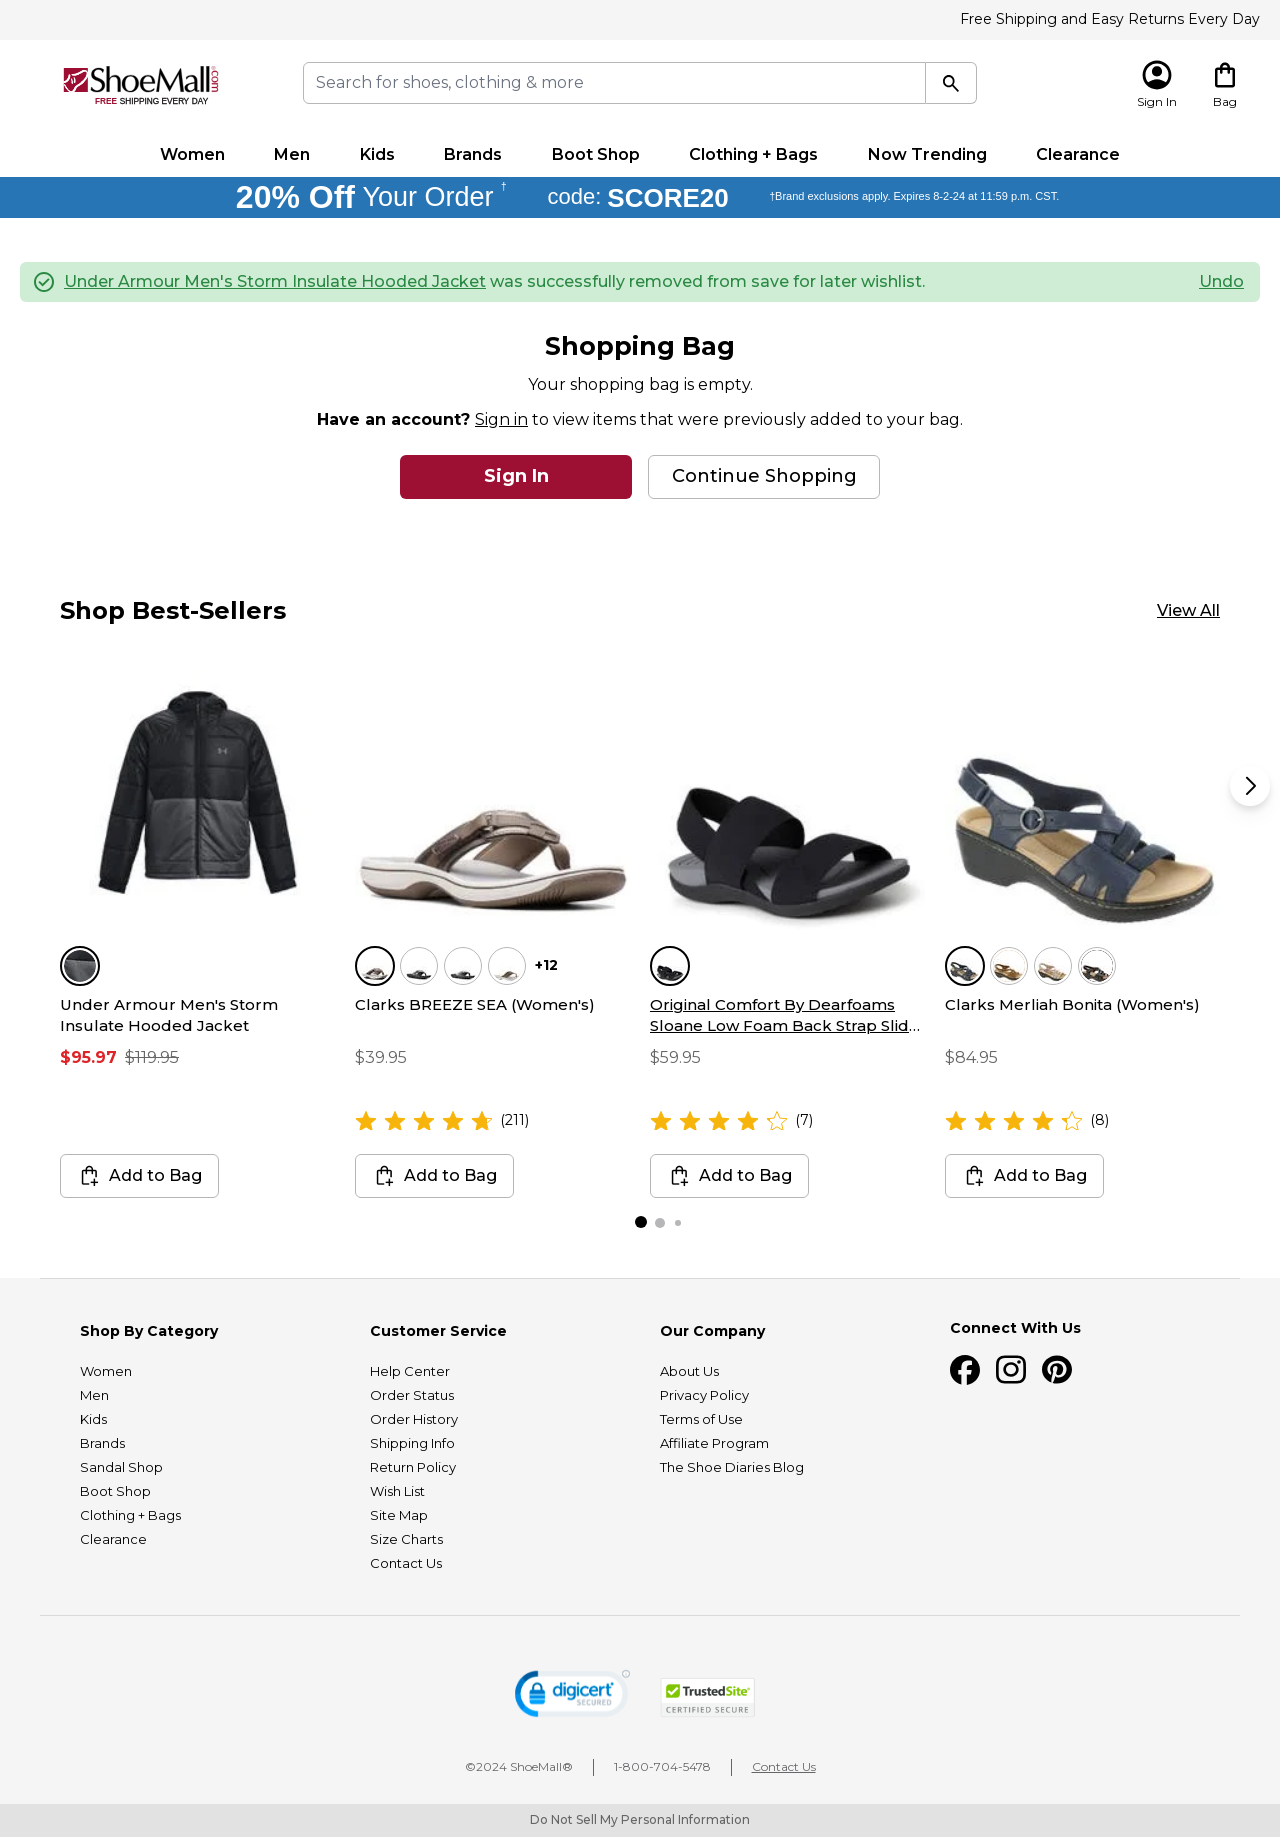 Free Shipping and Easy Returns Every Day
ShoeMall.com®
FREE SHIPPING EVERY DAY
Search for shoes, clothing & more
Sign In
Bag
Women Men Kids Brands Boot Shop Clothing + Bags Now Trending Clearance
20% Off Your Order † code: SCORE20 †Brand exclusions apply. Expires 8-2-24 at 11:59 p.m. CST.
Under Armour Men's Storm Insulate Hooded Jacket was successfully removed from save for later wishlist. Undo
Shopping Bag
Your shopping bag is empty.
Have an account? Sign in to view items that were previously added to your bag.
Sign In
Continue Shopping
Shop Best-Sellers
View All
Under Armour Men's Storm
Insulate Hooded Jacket
$95.97 $119.95
Add to Bag
+12
Clarks BREEZE SEA (Women's)
$39.95
(211)
Add to Bag
Original Comfort By Dearfoams
Sloane Low Foam Back Strap Slid...
$59.95
(7)
Add to Bag
Clarks Merliah Bonita (Women's)
$84.95
(8)
Add to Bag
Shop By Category
Women
Men
Kids
Brands
Sandal Shop
Boot Shop
Clothing + Bags
Clearance
Customer Service
Help Center
Order Status
Order History
Shipping Info
Return Policy
Wish List
Site Map
Size Charts
Contact Us
Our Company
About Us
Privacy Policy
Terms of Use
Affiliate Program
The Shoe Diaries Blog
Connect With Us
digicert
SECURED
TrustedSite
CERTIFIED SECURE
©2024 ShoeMall®
1-800-704-5478
Contact Us
Do Not Sell My Personal Information